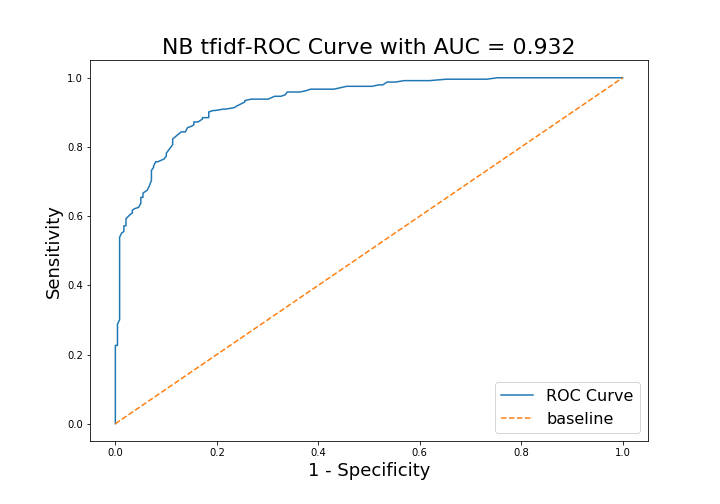 NB tfidf-ROC Curve with AUC = 0.932
Sensitivity
1.0
0.8
0.6
0.4
0.2
0.0
0.0 0.2 0.4 0.6 0.8 1.0
1 - Specificity
ROC Curve
baseline